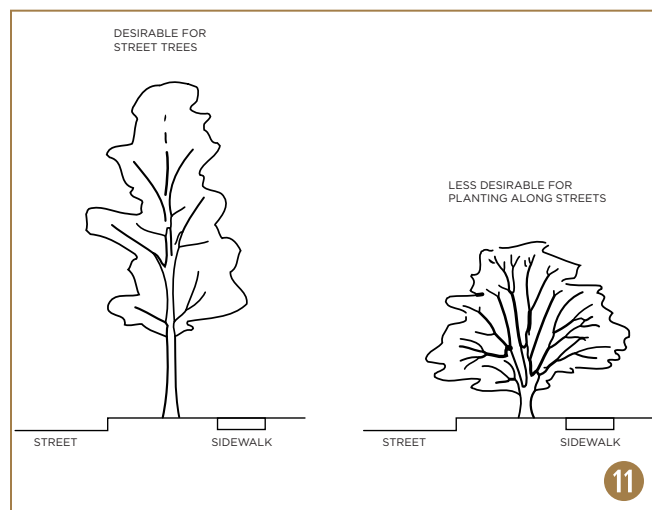 DESIRABLE FOR
STREET TREES
LESS DESIRABLE FOR
PLANTING ALONG STREETS
STREET
SIDEWALK
STREET
SIDEWALK
11